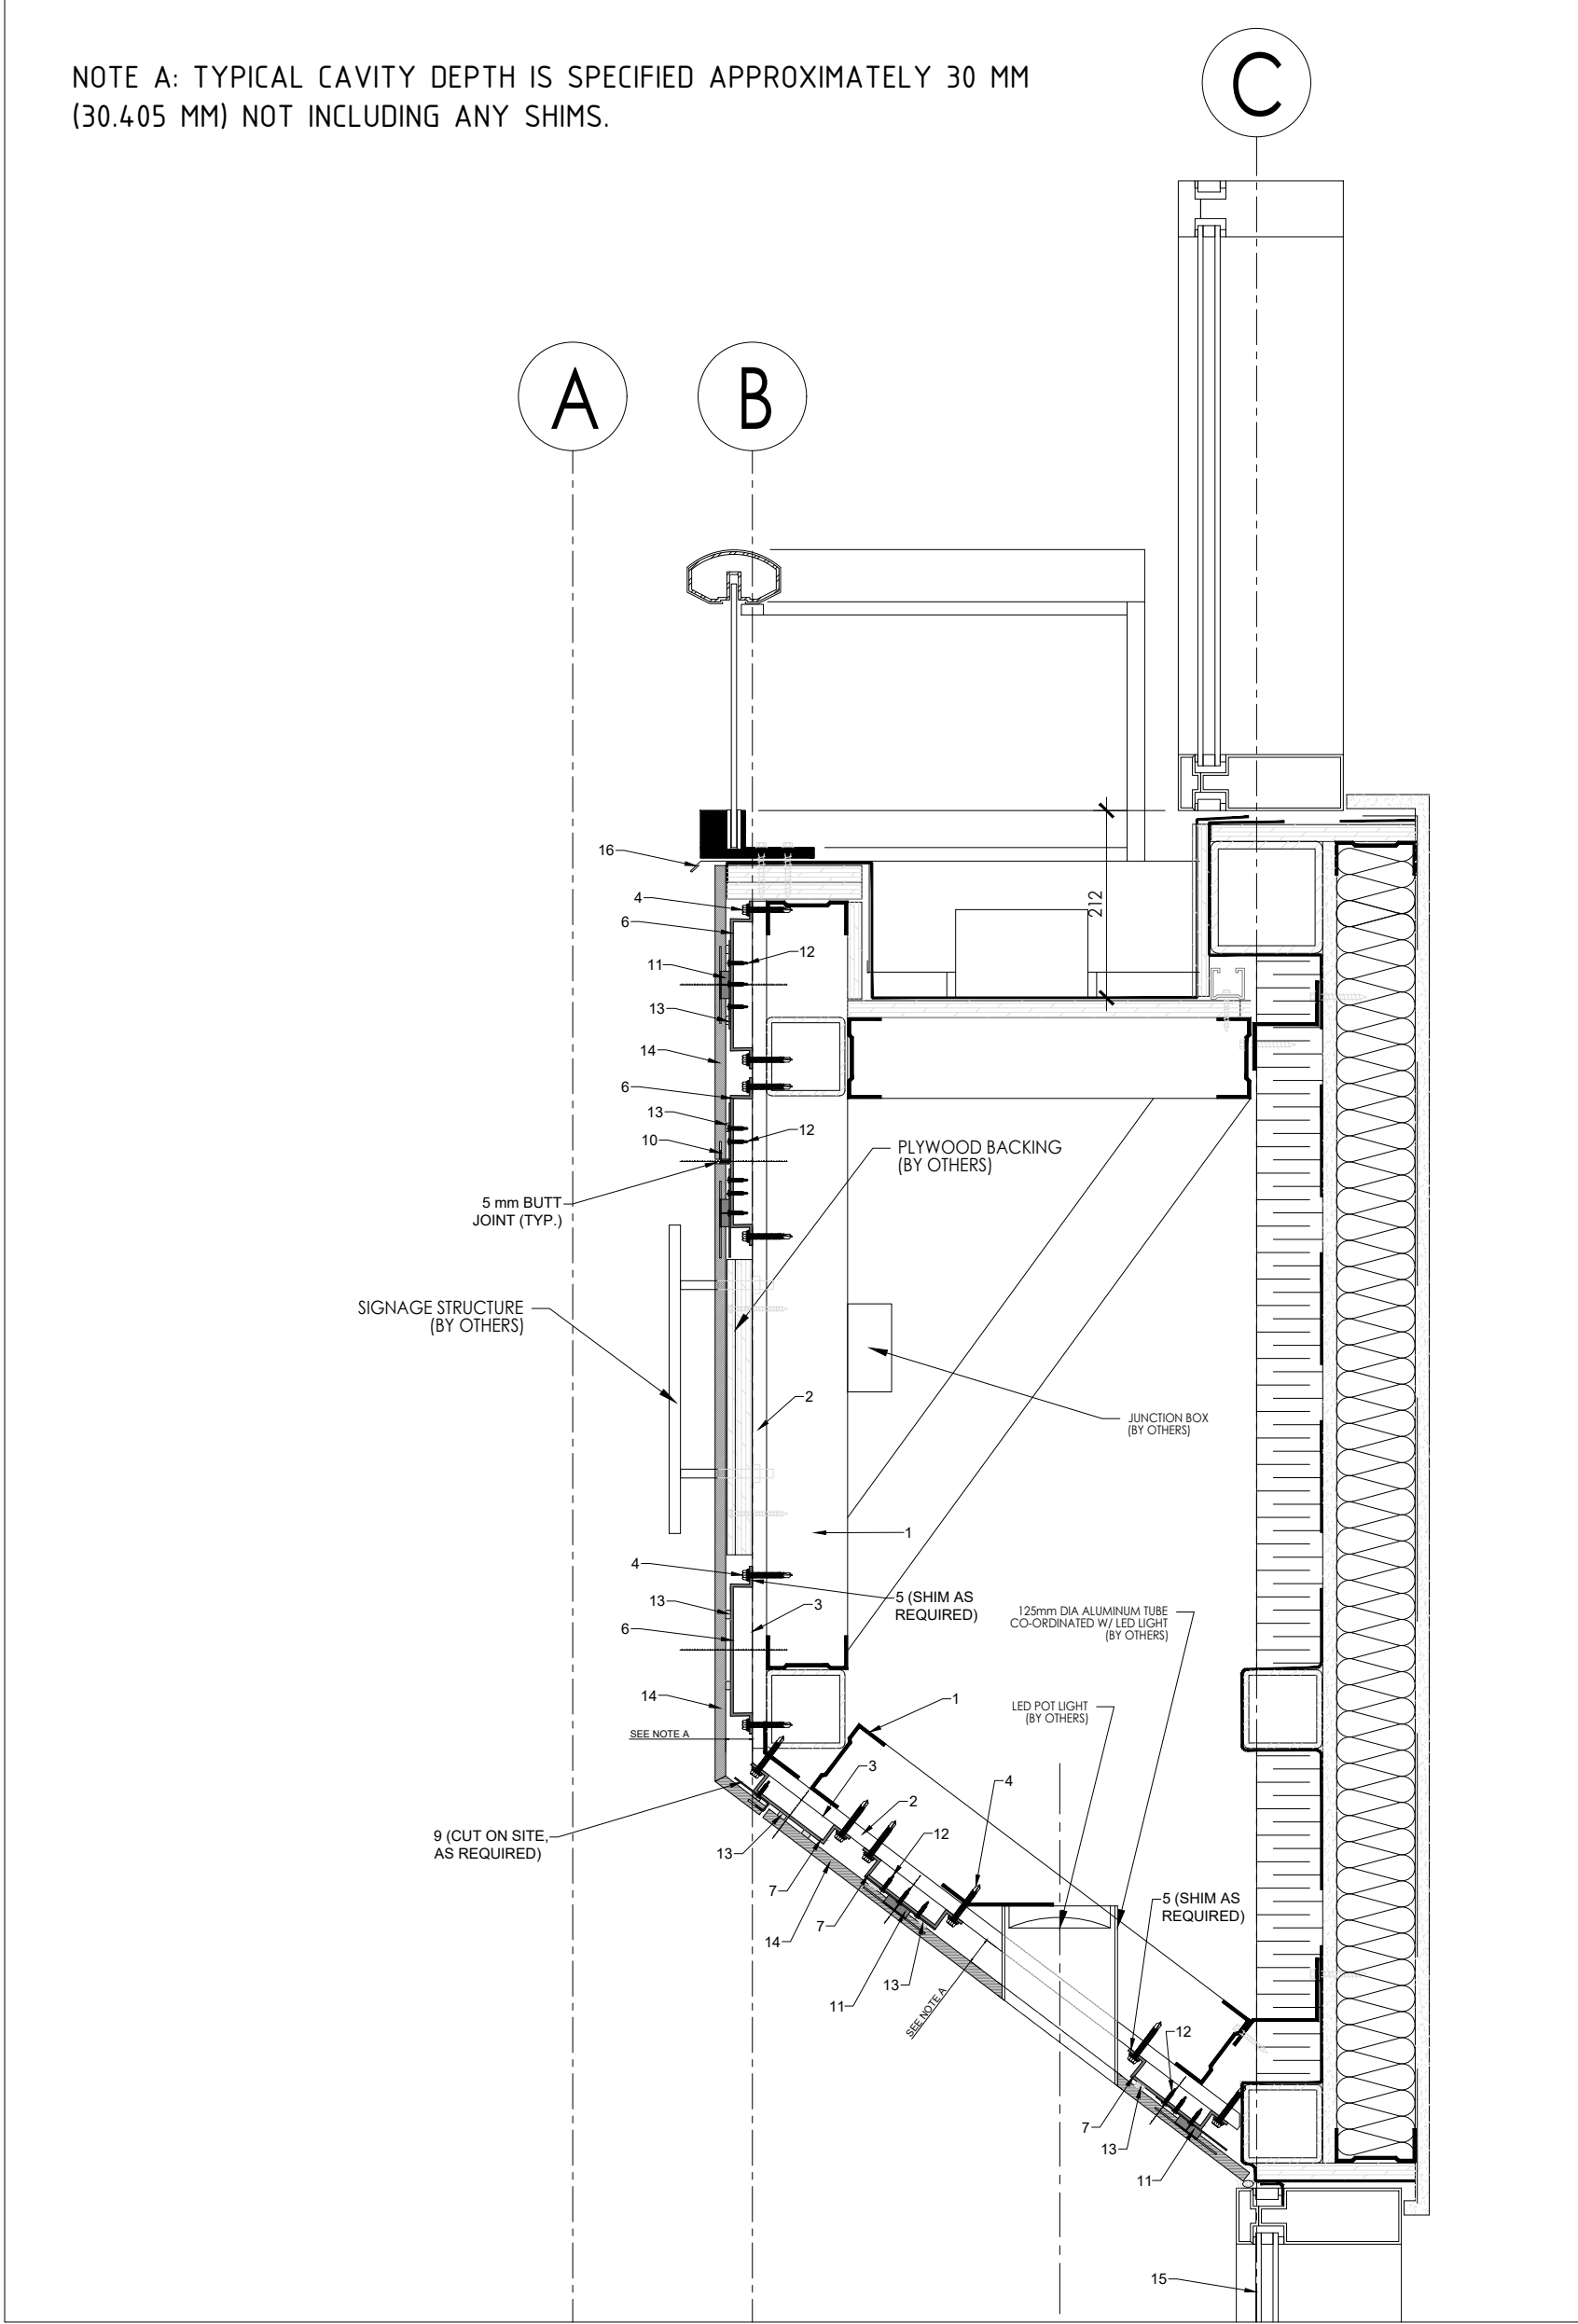 NOTE A: TYPICAL CAVITY DEPTH IS SPECIFIED APPROXIMATELY 30 MM
(30.405 MM) NOT INCLUDING ANY SHIMS.
C
A
B
16
4
6
12
11
212
13
14
6
13
12
10
PLYWOOD BACKING
(BY OTHERS)
5 mm BUTT
JOINT (TYP.)
SIGNAGE STRUCTURE
(BY OTHERS)
2
JUNCTION BOX
(BY OTHERS)
1
4
5 (SHIM AS
REQUIRED)
13
3
125mm DIA ALUMINUM TUBE
CO-ORDINATED W/ LED LIGHT
(BY OTHERS)
6
14
1
LED POT LIGHT
(BY OTHERS)
SEE NOTE A
3
4
2
9 (CUT ON SITE,
AS REQUIRED)
12
13
7
5 (SHIM AS
REQUIRED)
7
14
13
11
SEE NOTE A
12
7
13
11
15